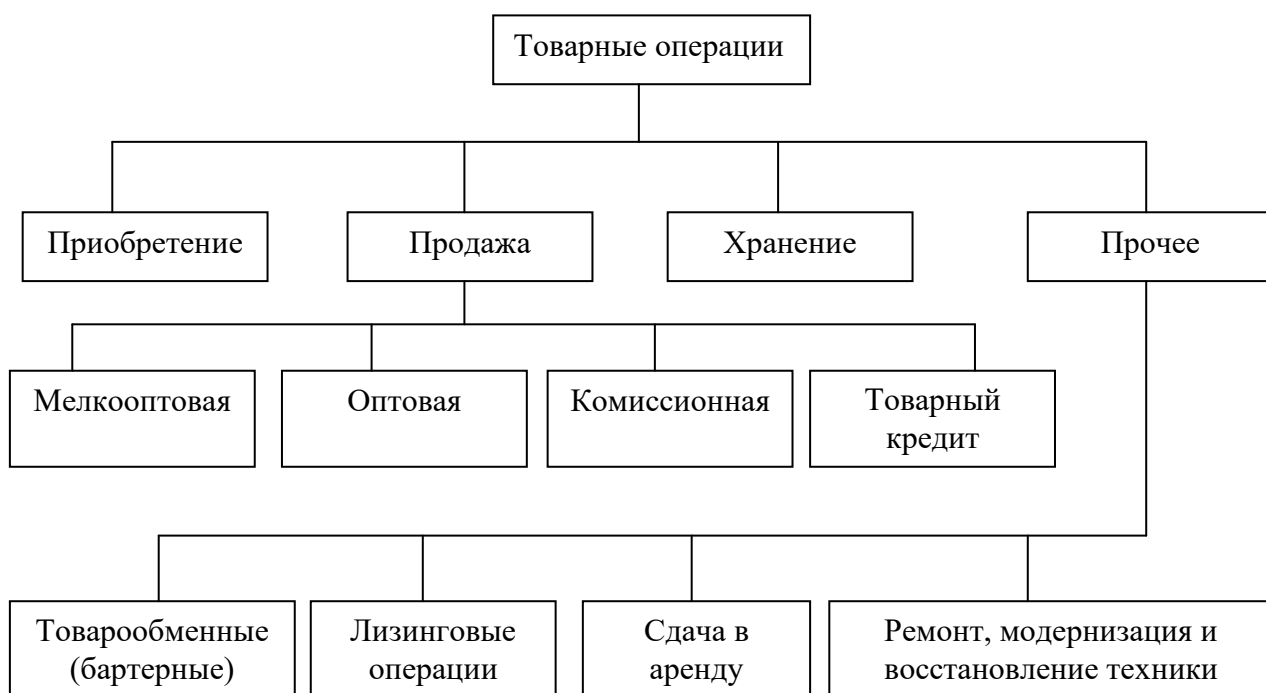 Товарные операции
Приобретение
Продажа
Хранение
Прочее
Мелкооптовая
Оптовая
Комиссионная
Товарный
кредит
Товарообменные
(бартерные)
Лизинговые
операции
Сдача в
аренду
Ремонт, модернизация и
восстановление техники